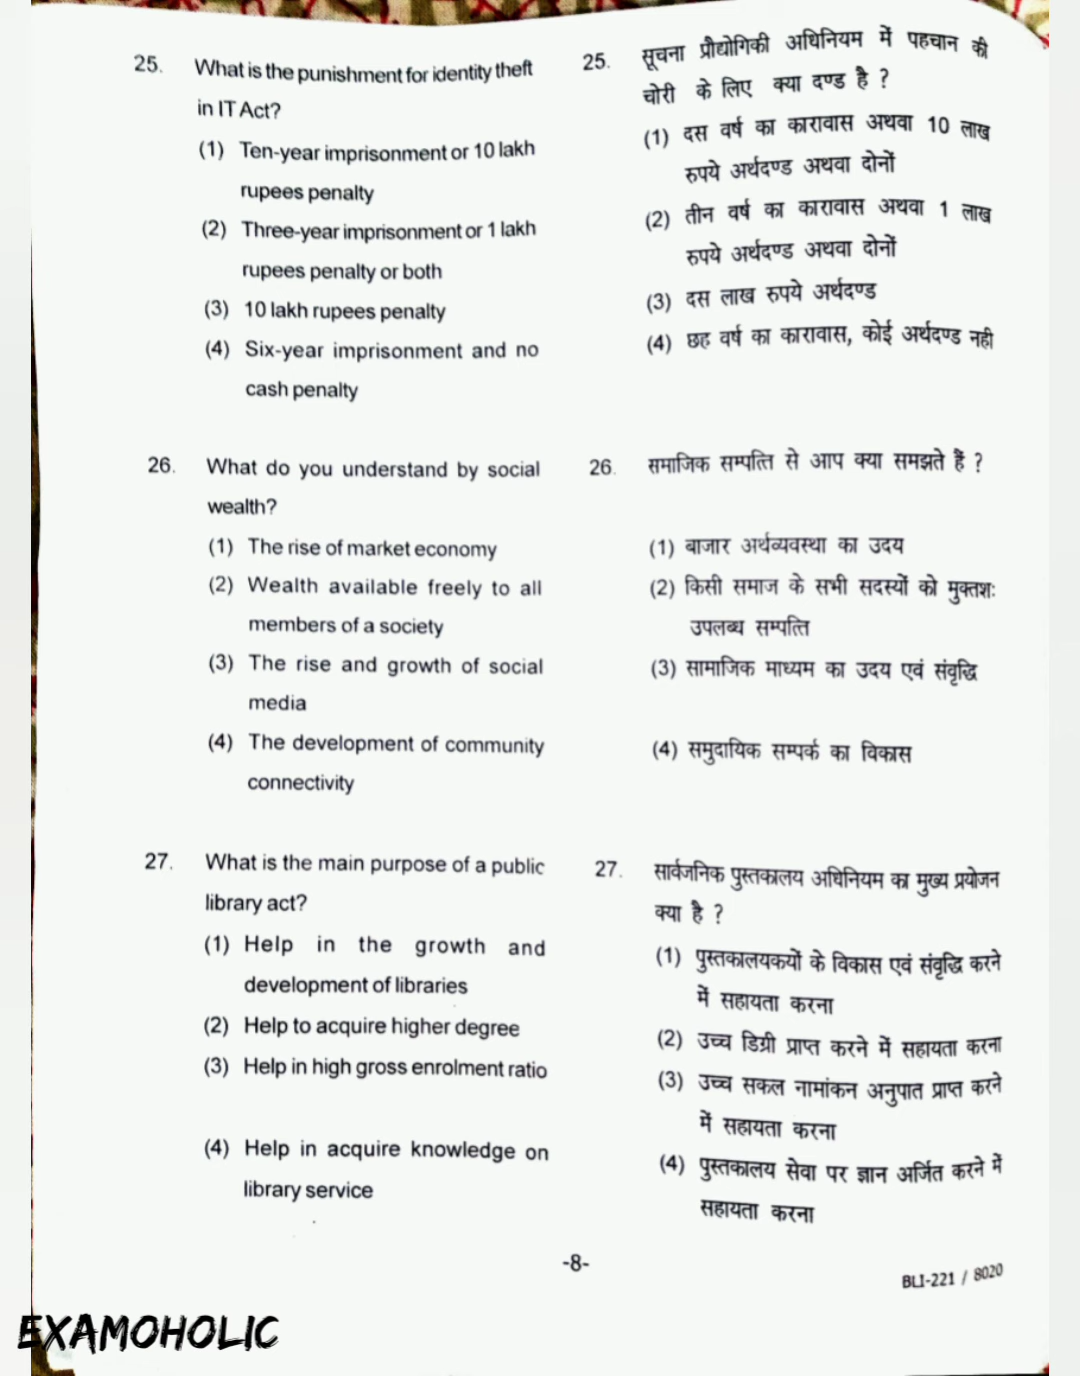 25. What is the punishment for identity theft
in IT Act?
(1) Ten-year imprisonment or 10 lakh
rupees penalty
(2) Three-year imprisonment or 1 lakh
rupees penalty or both
(3) 10 lakh rupees penalty
(4) Six-year imprisonment and no
cash penalty
26. What do you understand by social
wealth?
(1) The rise of market economy
(2) Wealth available freely to all
members of a society
(3) The rise and growth of social
media
(4) The development of community
connectivity
27. What is the main purpose of a public
library act?
(1) Help in the growth and
development of libraries
(2) Help to acquire higher degree
(3) Help in high gross enrolment ratio
(4) Help in acquire knowledge on
library service
25. सूचना प्रौद्योगिकी अधिनियम में पहचान की
चोरी के लिए क्या दण्ड है ?
(1) दस वर्ष का कारावास अथवा 10 लाख
रुपये अर्थदण्ड अथवा दोनों
(2) तीन वर्ष का कारावास अथवा 1 लाख
रुपये अर्थदण्ड अथवा दोनों
(3) दस लाख रुपये अर्थदण्ड
(4) छह वर्ष का कारावास, कोई अर्थदण्ड नही
26. समाजिक सम्पत्ति से आप क्या समझते हैं ?
(1) बाजार अर्थव्यवस्था का उदय
(2) किसी समाज के सभी सदस्यों को मुक्तशः
उपलब्ध सम्पत्ति
(3) सामाजिक माध्यम का उदय एवं संवृद्धि
(4) समुदायिक सम्पर्क का विकास
27. सार्वजनिक पुस्तकालय अधिनियम का मुख्य प्रयोजन
क्या है ?
(1) पुस्तकालयकयों के विकास एवं संवृद्धि करने
में सहायता करना
(2) उच्च डिग्री प्राप्त करने में सहायता करना
(3) उच्च सकल नामांकन अनुपात प्राप्त करने
में सहायता करना
(4) पुस्तकालय सेवा पर ज्ञान अर्जित करने में
सहायता करना
-8-
BLI-221 / 8020
EXAMOHOLIC